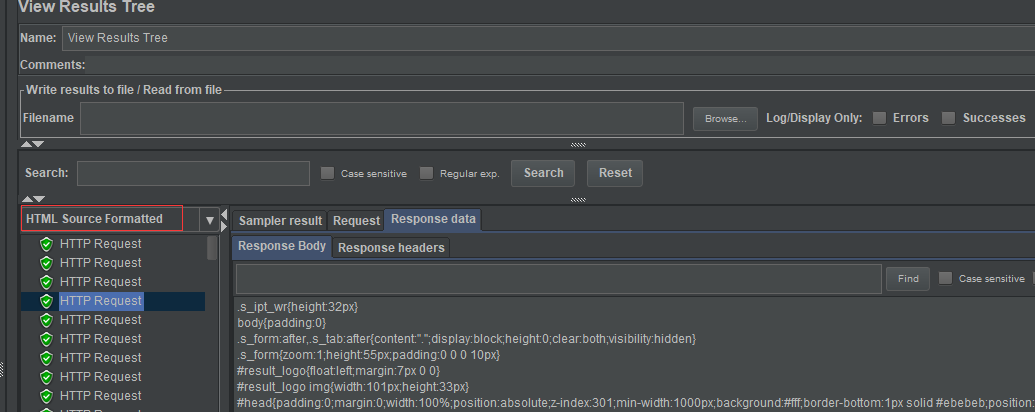 View Results Tree
Name: View Results Tree
Comments:
Write results to file / Read from file
Filename Browse... Log/Display Only: Errors Successes
Search: Case sensitive Regular exp. Search Reset
HTML Source Formatted
HTTP Request
HTTP Request
HTTP Request
HTTP Request
HTTP Request
HTTP Request
HTTP Request
HTTP Request
HTTP Request
Sampler result Request Response data
Response Body Response headers
Find Case sensitive
.s_ipt_wr{height:32px}
body{padding:0}
.s_form:after,.s_tab:after{content:".";display:block;height:0;clear:both;visibility:hidden}
.s_form{zoom:1;height:55px;padding:0 0 0 10px}
#result_logo{float:left;margin:7px 0 0}
#result_logo img{width:101px;height:33px}
#head{padding:0;margin:0;width:100%;position:absolute;z-index:301;min-width:1000px;background:#fff;border-bottom:1px solid #ebebeb;position